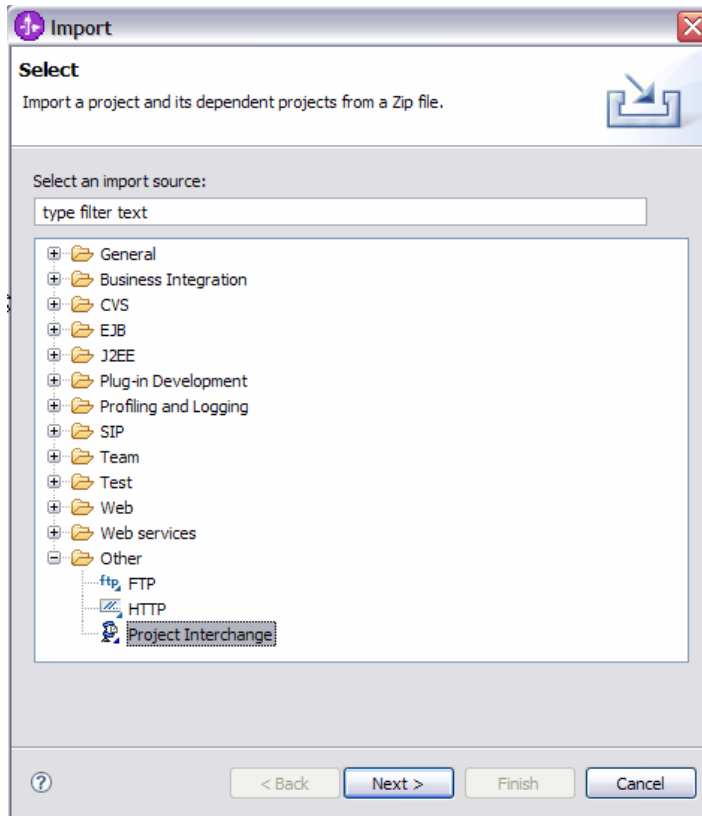 Import
Select
Import a project and its dependent projects from a Zip file.
Select an import source:
type filter text
General
Business Integration
CVS
EJB
J2EE
Plug-in Development
Profiling and Logging
SIP
Team
Test
Web
Web services
Other
ftp FTP
HTTP
Project Interchange
? < Back Next > Finish Cancel